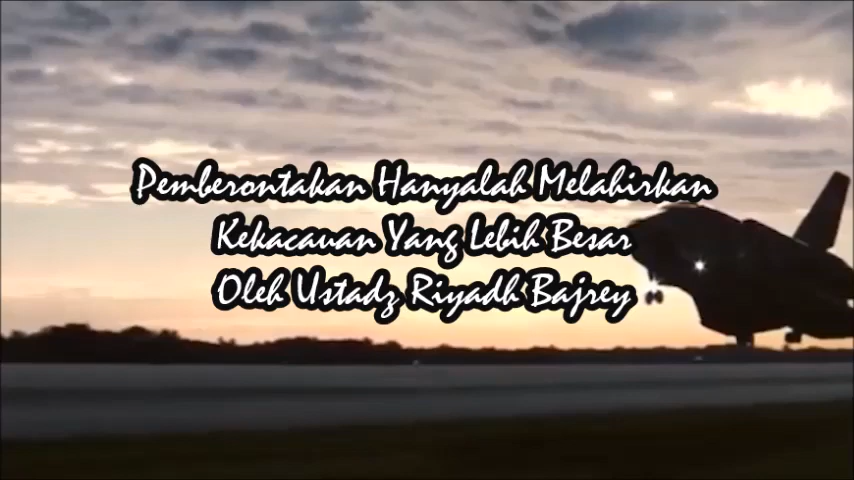 Pemberontakan Hanyalah Melahirkan
Kekacauan Yang Lebih Besar
Oleh Ustadz Riyadh Bajrey